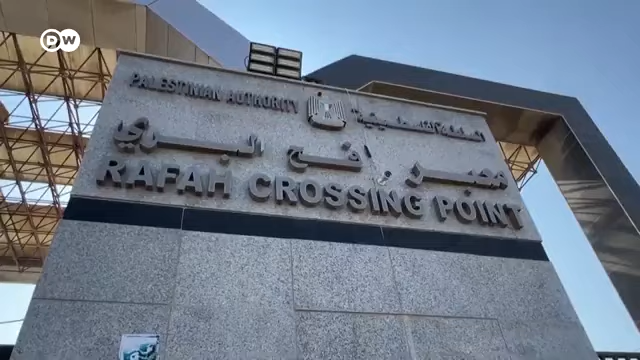 DW
PALESTINIAN AUTHORITY السلطة الفلسطينية
معبر رفح البري
RAFAH CROSSING POINT